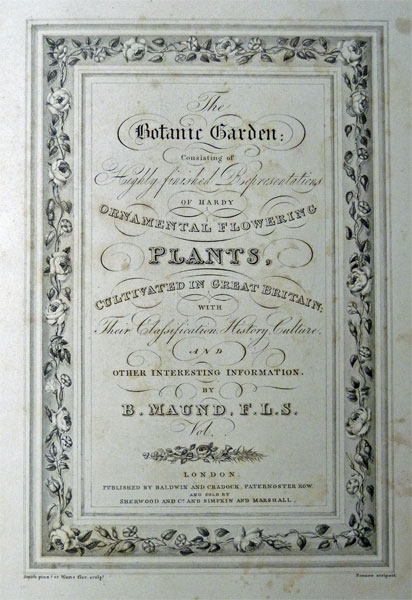 The
Botanic Garden;
Consisting of
Highly finished Representations
OF HARDY
ORNAMENTAL FLOWERING
PLANTS,
CULTIVATED IN GREAT BRITAIN;
WITH
Their Classification, History, Culture,
AND
OTHER INTERESTING INFORMATION.
BY
B. MAUND, F.L.S.
Vol.
LONDON:
PUBLISHED BY BALDWIN AND CRADOCK, PATERNOSTER ROW,
AND SOLD BY
SHERWOOD AND Co. AND SIMPKIN AND MARSHALL.